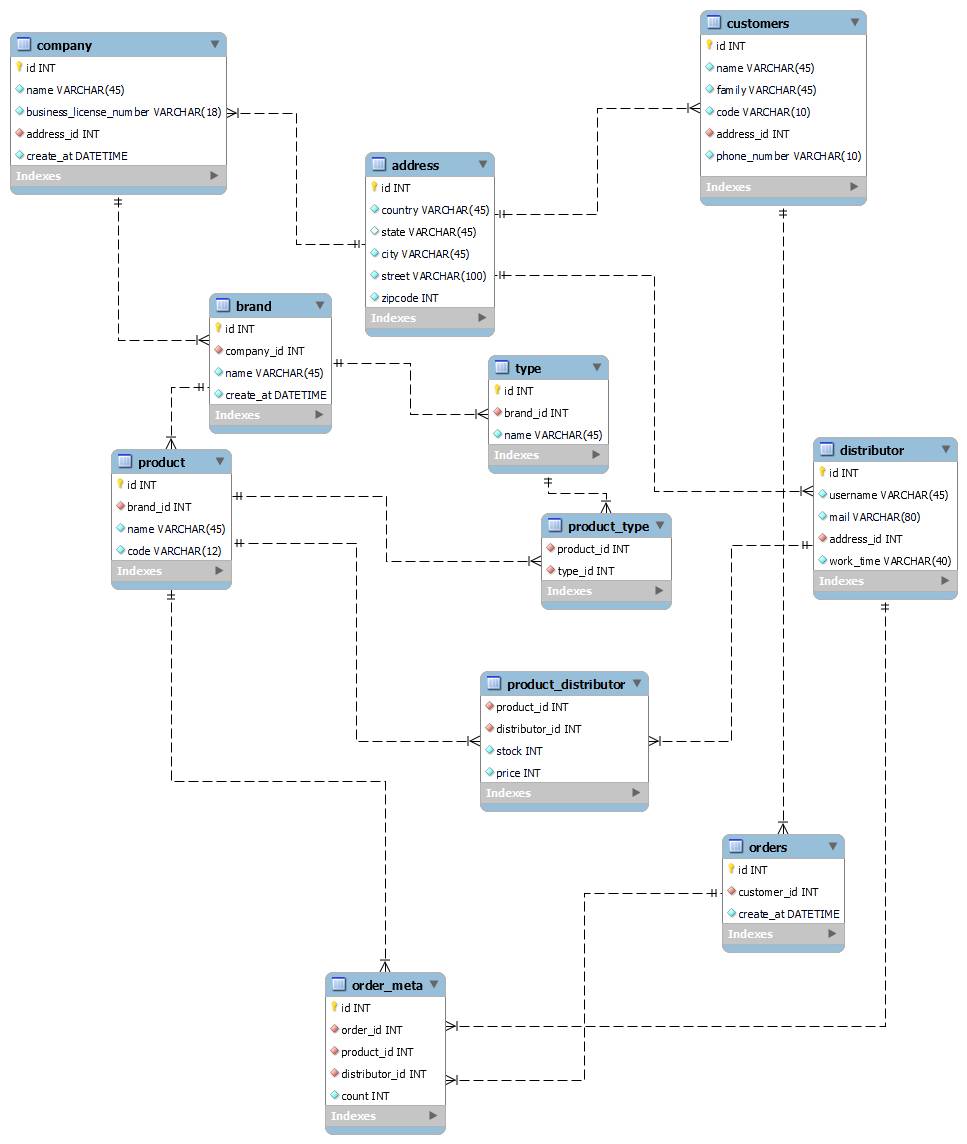 customers
id INT
name VARCHAR(45)
family VARCHAR(45)
code VARCHAR(10)
address_id INT
phone_number VARCHAR(10)
Indexes
company
id INT
name VARCHAR(45)
business_license_number VARCHAR(18)
address_id INT
create_at DATETIME
Indexes
address
id INT
country VARCHAR(45)
state VARCHAR(45)
city VARCHAR(45)
street VARCHAR(100)
zipcode INT
Indexes
brand
id INT
company_id INT
name VARCHAR(45)
create_at DATETIME
Indexes
type
id INT
brand_id INT
name VARCHAR(45)
Indexes
distributor
id INT
username VARCHAR(45)
mail VARCHAR(80)
address_id INT
work_time VARCHAR(40)
Indexes
product
id INT
brand_id INT
name VARCHAR(45)
code VARCHAR(12)
Indexes
product_type
product_id INT
type_id INT
Indexes
product_distributor
product_id INT
distributor_id INT
stock INT
price INT
Indexes
orders
id INT
customer_id INT
create_at DATETIME
Indexes
order_meta
id INT
order_id INT
product_id INT
distributor_id INT
count INT
Indexes